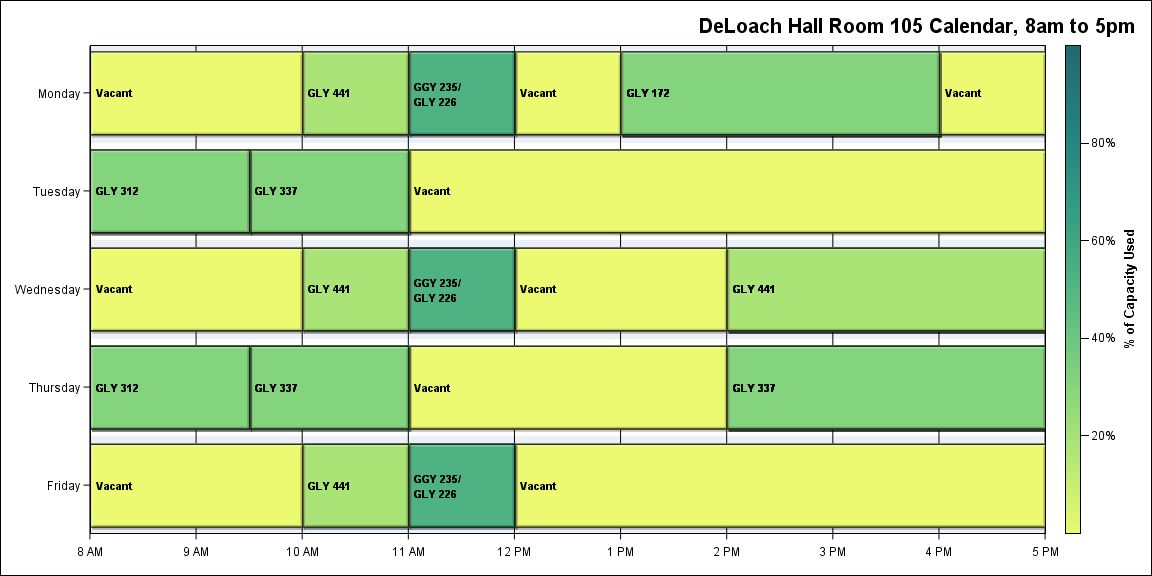 DeLoach Hall Room 105 Calendar, 8am to 5pm
Monday
Vacant
GLY 441
GGY 235/
GLY 226
Vacant
GLY 172
Vacant
Tuesday
GLY 312
GLY 337
Vacant
Wednesday
Vacant
GLY 441
GGY 235/
GLY 226
Vacant
GLY 441
Thursday
GLY 312
GLY 337
Vacant
GLY 337
Friday
Vacant
GLY 441
GGY 235/
GLY 226
Vacant
8 AM
9 AM
10 AM
11 AM
12 PM
1 PM
2 PM
3 PM
4 PM
5 PM
80%
60%
40%
20%
% of Capacity Used